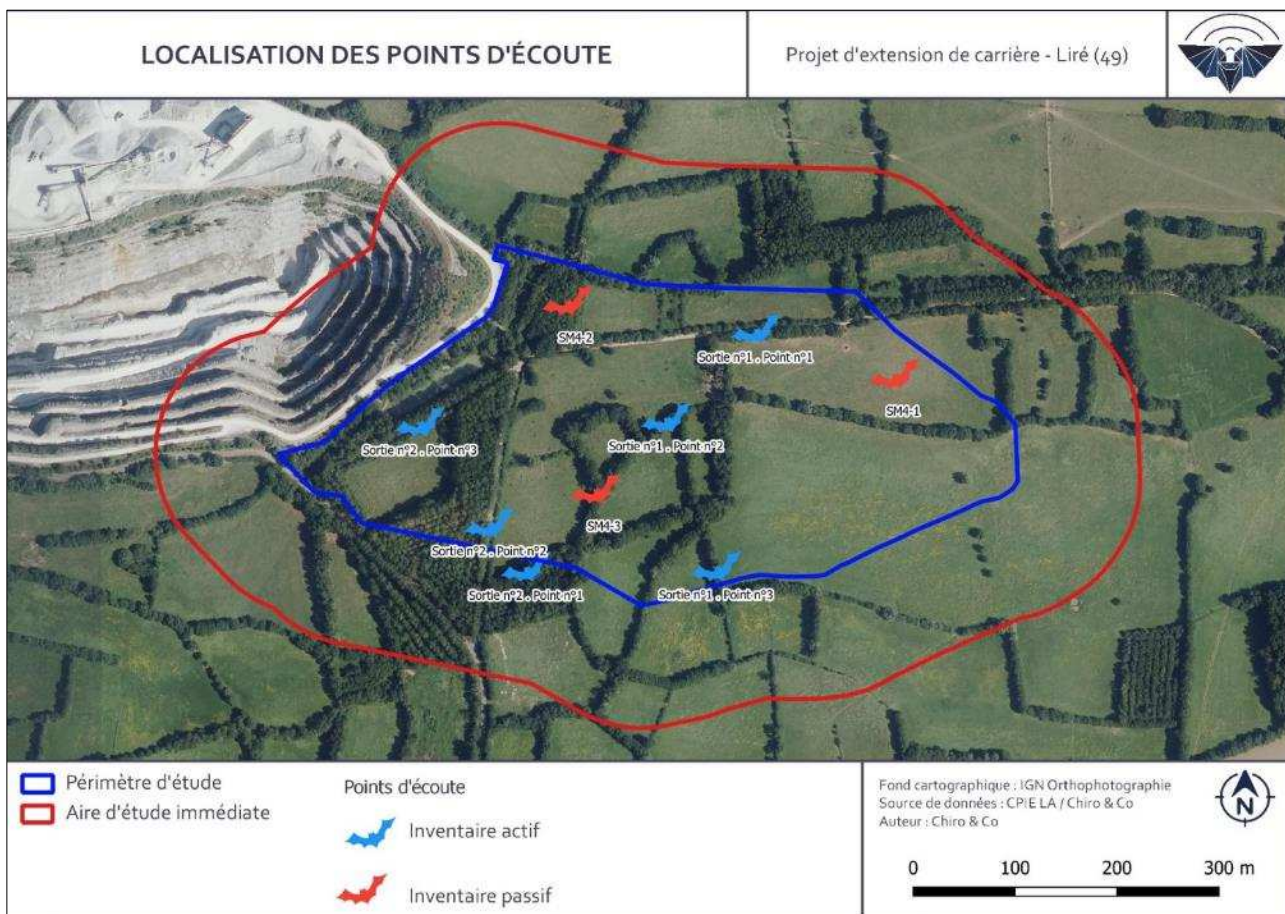 LOCALISATION DES POINTS D'ÉCOUTE
Projet d'extension de carrière - Liré (49)
SM4-2
Sortie n°1 . Point n°1
SM4-1
Sortie n°2 . Point n°3
Sortie n°1 . Point n°2
SM4-3
Sortie n°2 . Point n°2
Sortie n°2 . Point n°1
Sortie n°1 . Point n°3
Périmètre d'étude
Aire d'étude immédiate
Points d'écoute
Inventaire actif
Inventaire passif
Fond cartographique : IGN Orthophotographie
Source de données : CPIE LA / Chiro & Co
Auteur : Chiro & Co
N
0 100 200 300 m